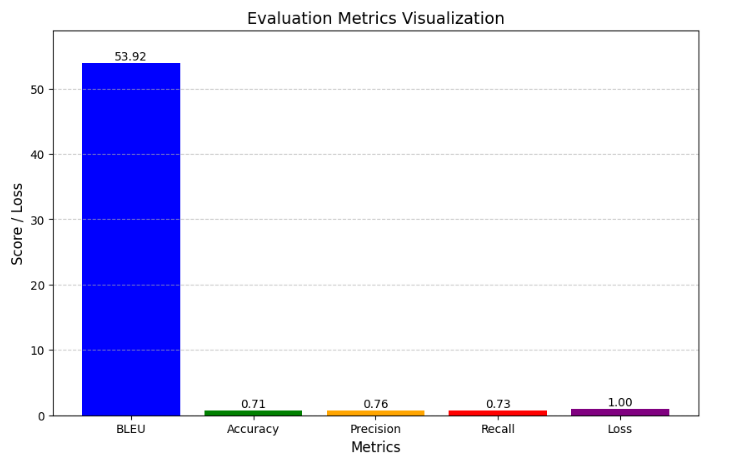 Evaluation Metrics Visualization
53.92
0.71
0.76
0.73
1.00
50
40
30
20
10
0
Score / Loss
BLEU
Accuracy
Precision
Recall
Loss
Metrics